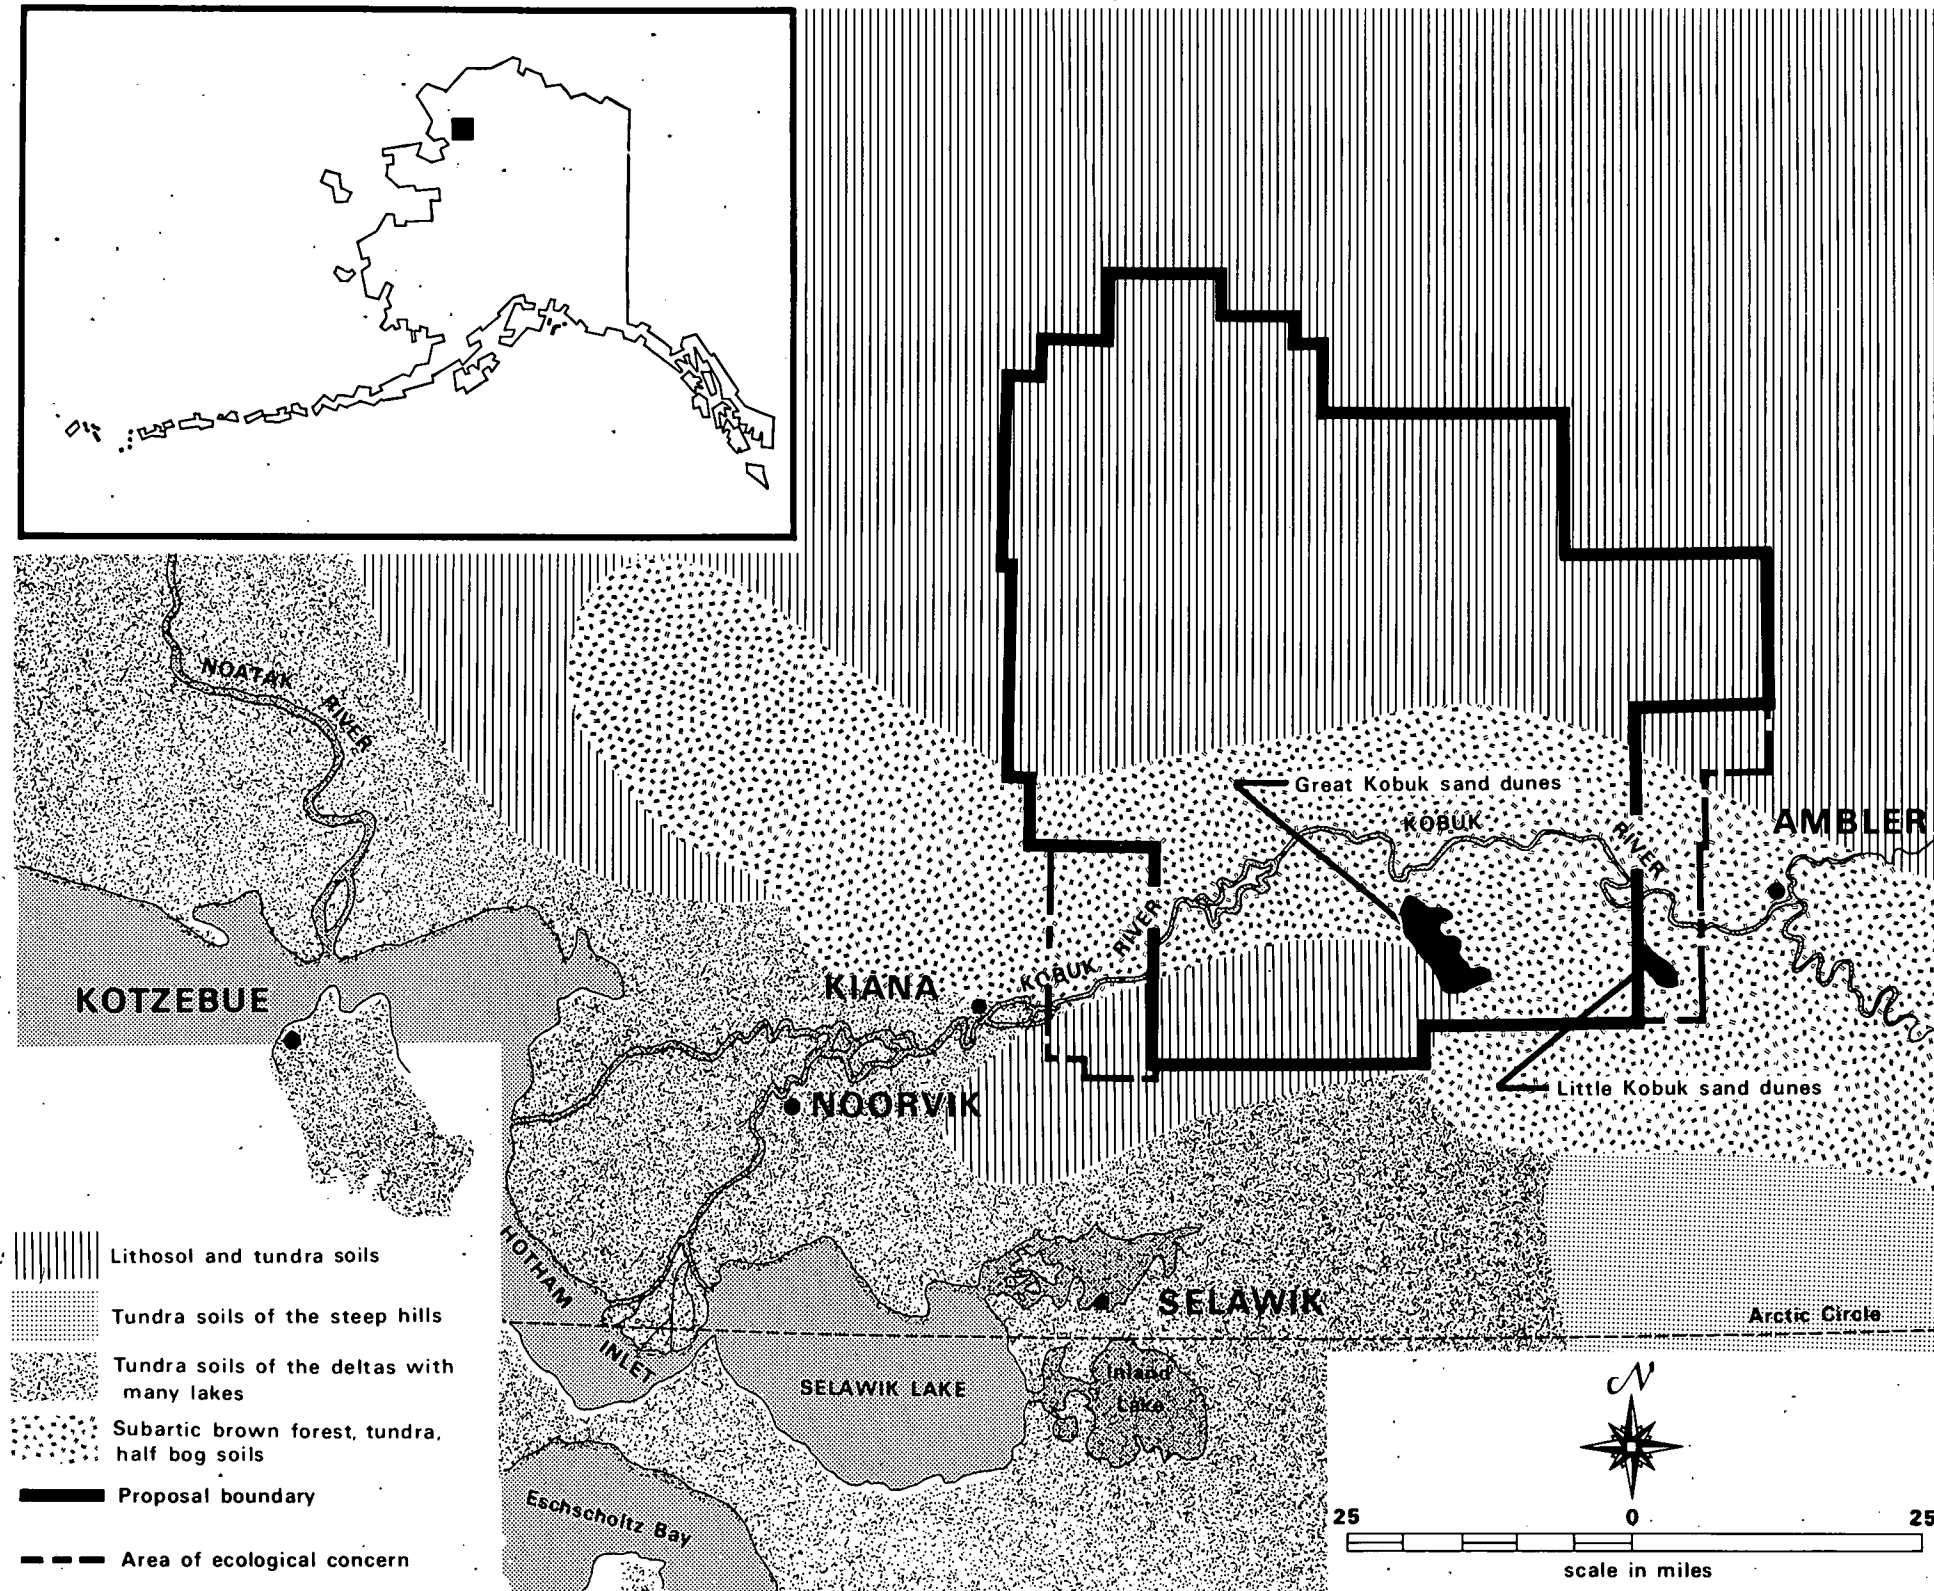 NOATAK
RIVER
Great Kobuk sand dunes
KOBUK
RIVER
AMBLER
KOTZEBUE
KIANA
KOBUK
RIVER
NOORVIK
Little Kobuk sand dunes
HOTHAM
INLET
SELAWIK
Arctic Circle
SELAWIK LAKE
Inland
Lake
Eschscholtz Bay
Lithosol and tundra soils
Tundra soils of the steep hills
Tundra soils of the deltas with
many lakes
Subartic brown forest, tundra,
half bog soils
Proposal boundary
Area of ecological concern
N
25 0 25
scale in miles